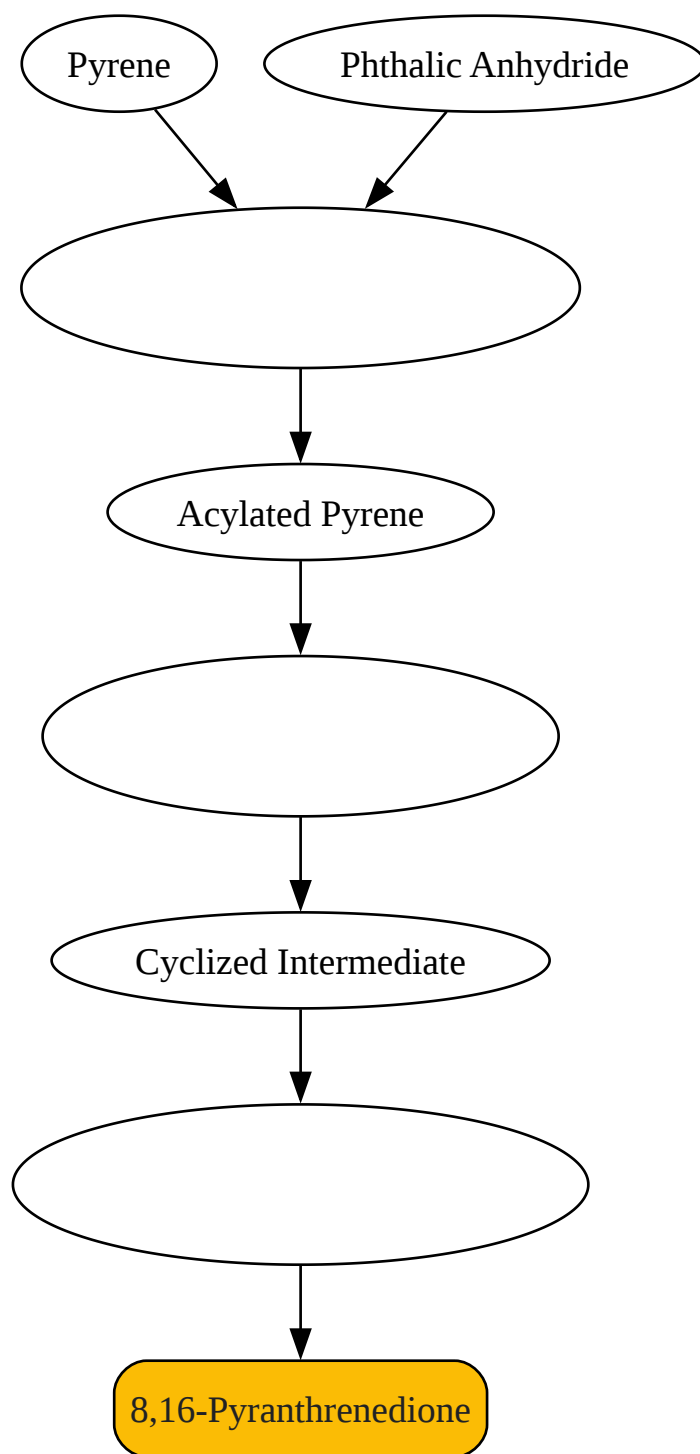 Pyrene
Phthalic Anhydride
Acylated Pyrene
Cyclized Intermediate
8,16-Pyranthrenedione